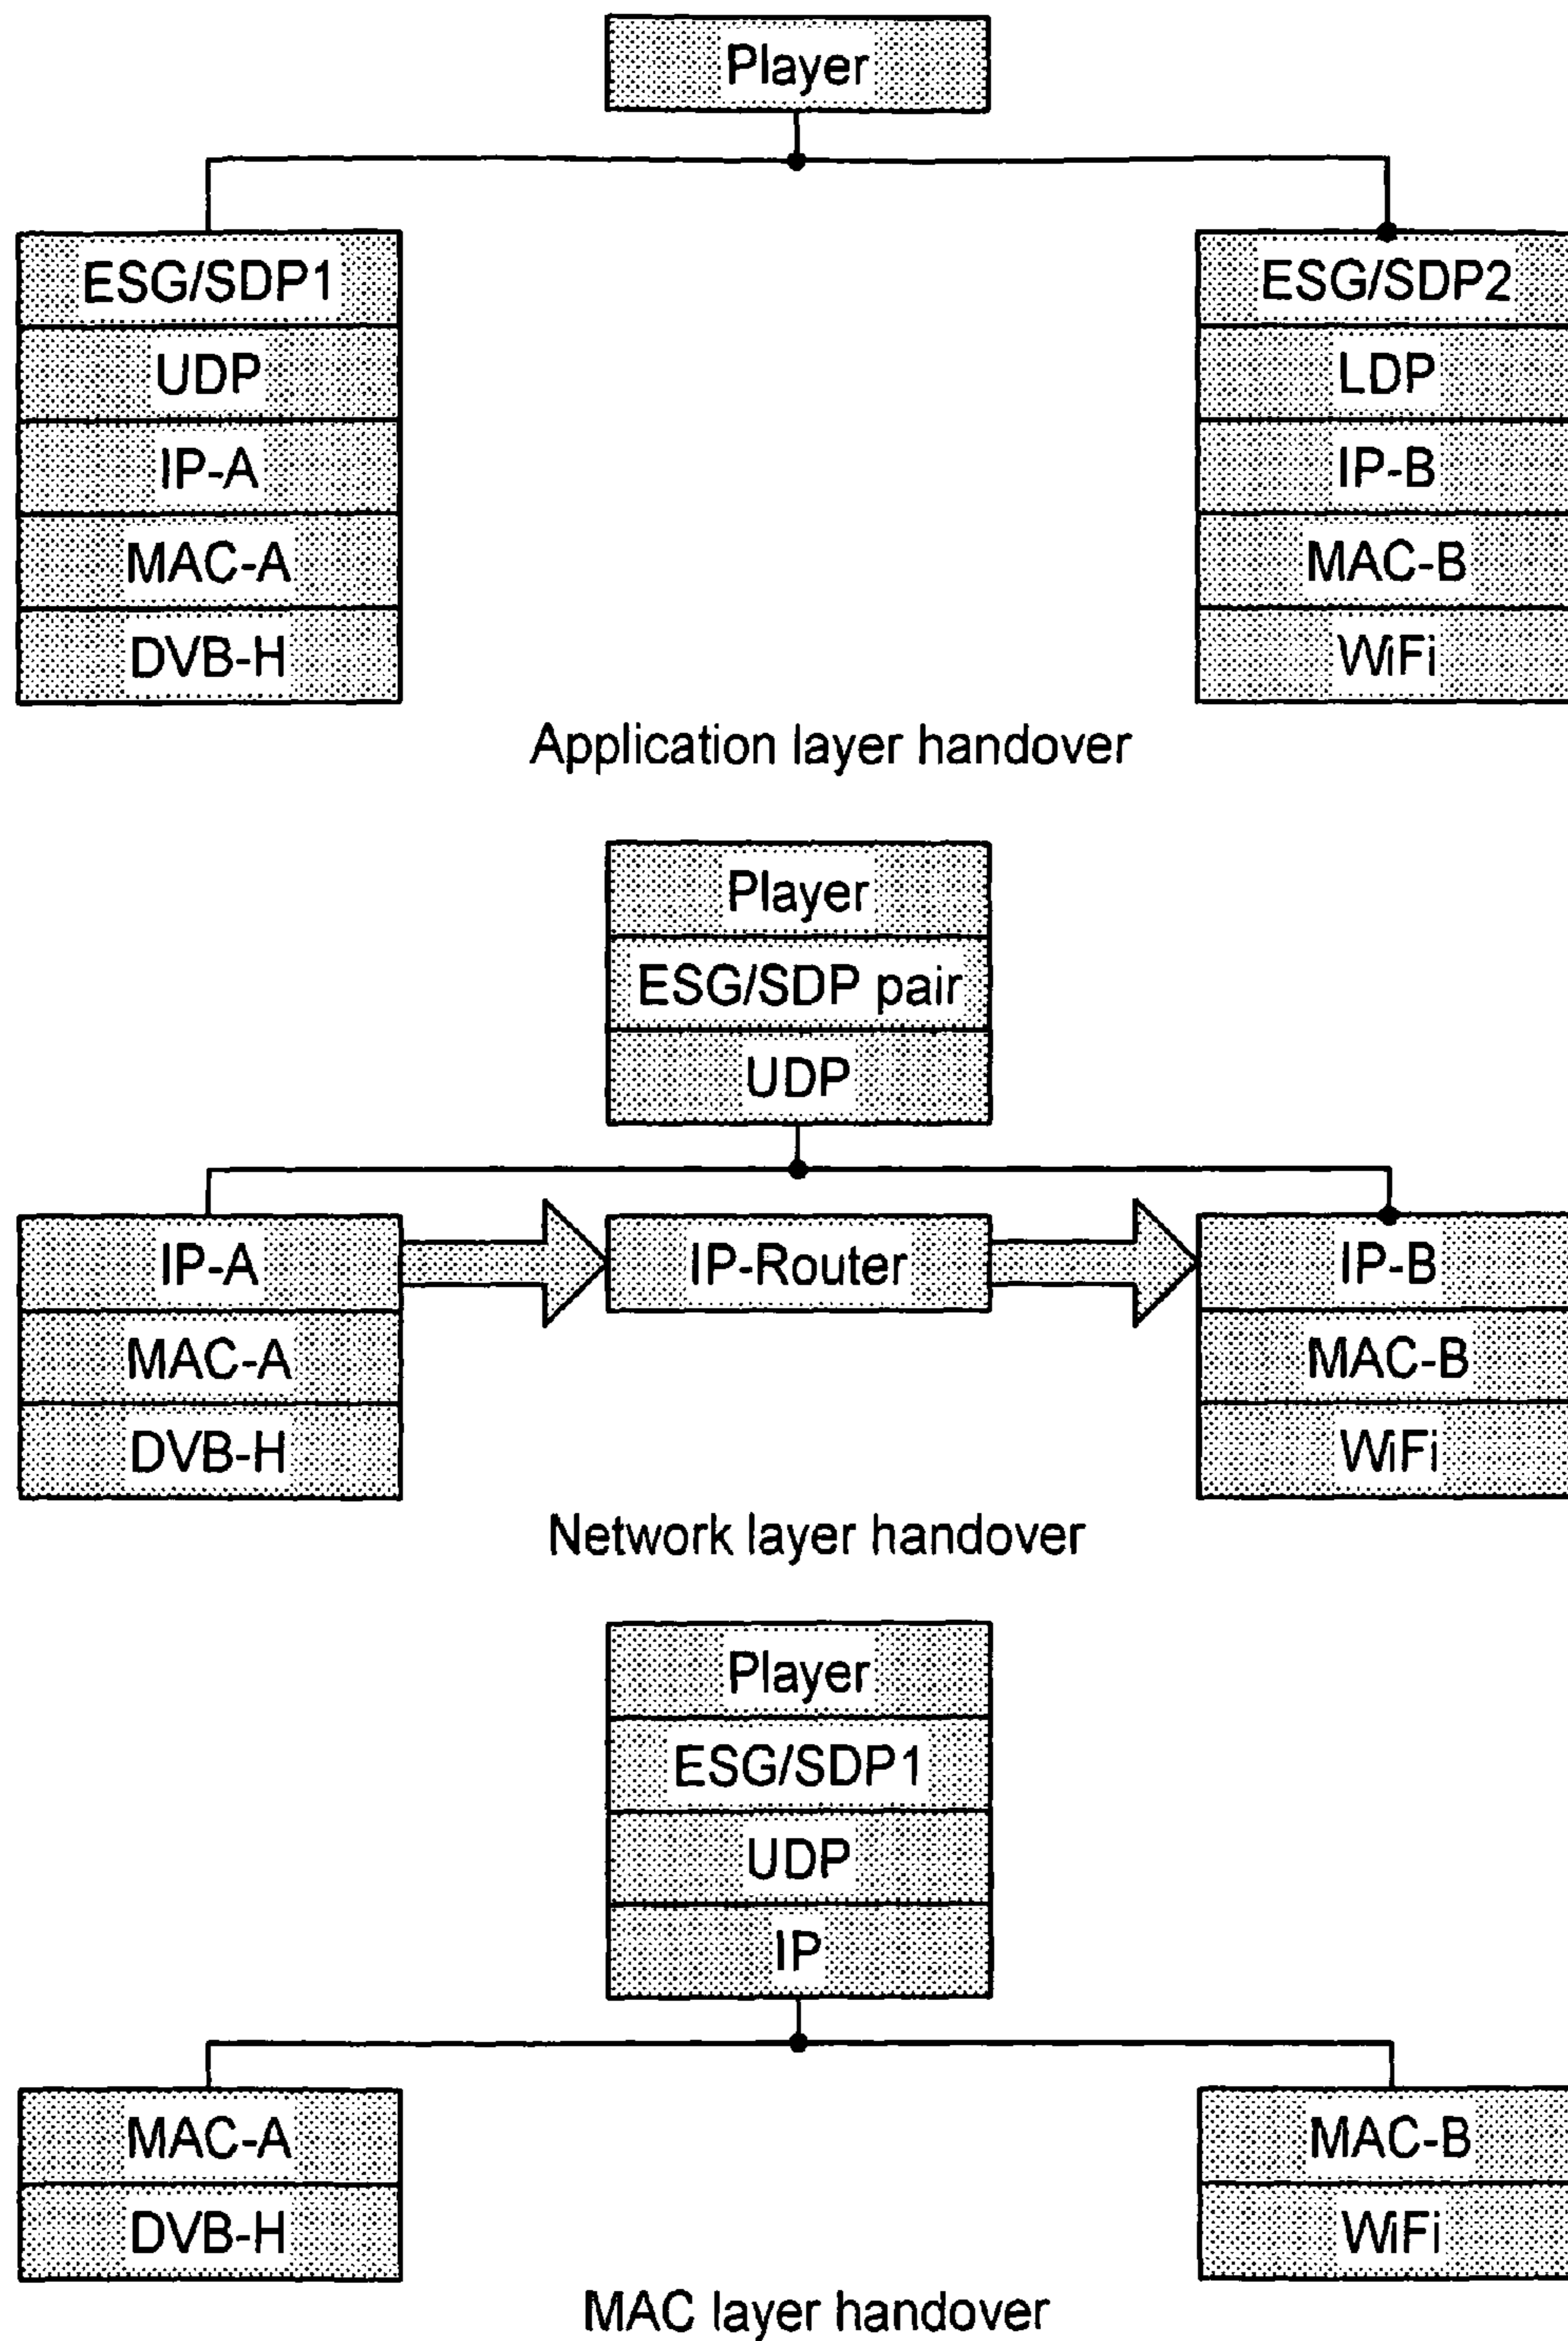 Player
ESG/SDP1
UDP
IP-A
MAC-A
DVB-H
ESG/SDP2
LDP
IP-B
MAC-B
WiFi
Application layer handover
Player
ESG/SDP pair
UDP
IP-A
MAC-A
DVB-H
IP-Router
IP-B
MAC-B
WiFi
Network layer handover
Player
ESG/SDP1
UDP
IP
MAC-A
DVB-H
MAC-B
WiFi
MAC layer handover